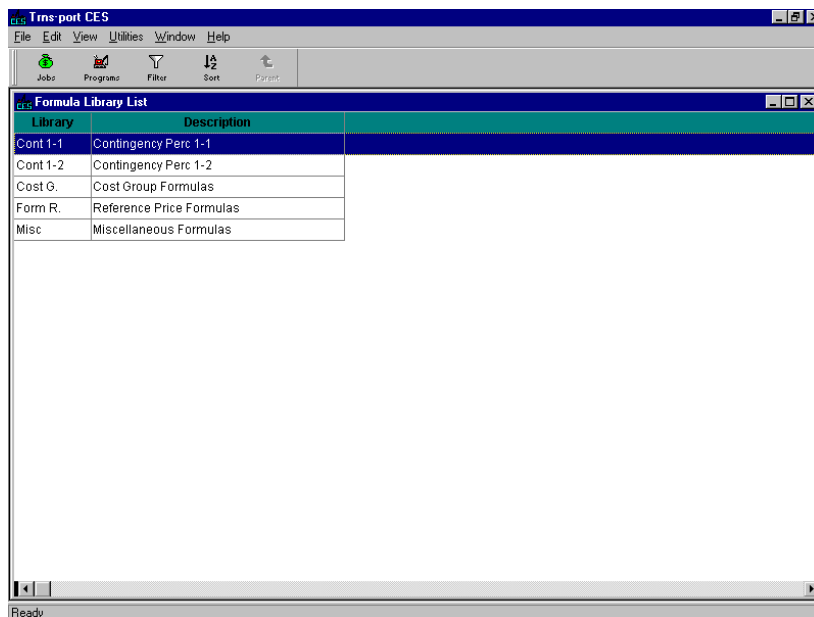 CES Trns·port CES
File Edit View Utilities Window Help
Jobs Programs Filter Sort Parent
CES Formula Library List
Library Description
Cont 1-1 Contingency Perc 1-1
Cont 1-2 Contingency Perc 1-2
Cost G. Cost Group Formulas
Form R. Reference Price Formulas
Misc Miscellaneous Formulas
Ready